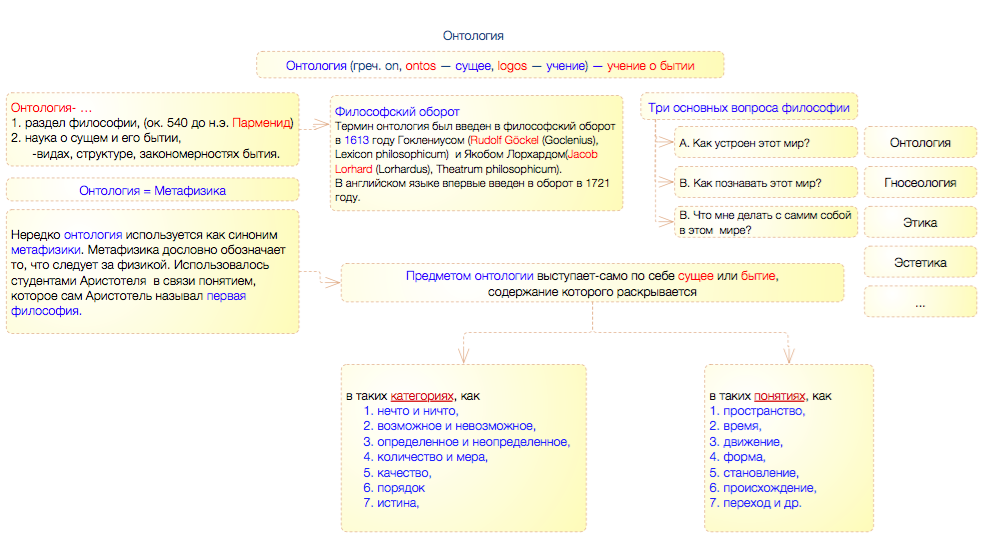 Онтология
Онтология (греч. on, ontos — сущее, logos — учение) — учение о бытии
Онтология- ...
1. раздел философии, (ок. 540 до н.э. Парменид)
2. наука о сущем и его бытии,
-видах, структуре, закономерностях бытия.
Онтология = Метафизика
Нередко онтология используется как синоним
метафизики. Метафизика дословно обозначает
то, что следует за физикой. Использовалось
студентами Аристотеля в связи понятием,
которое сам Аристотель называл первая
философия.
Философский оборот
Термин онтология был введен в философский оборот
в 1613 году Гоклениусом (Rudolf Göckel (Goclenius),
Lexicon philosophicum) и Якобом Лорхардом(Jacob
Lorhard (Lorhardus), Theatrum philosophicum).
В английском языке впервые введен в оборот в 1721
году.
Три основных вопроса философии
А. Как устроен этот мир?
В. Как познавать этот мир?
В. Что мне делать с самим собой
в этом мире?
Онтология
Гносеология
Этика
Эстетика
...
Предметом онтологии выступает-само по себе сущее или бытие,
содержание которого раскрывается
в таких категориях, как
1. нечто и ничто,
2. возможное и невозможное,
3. определенное и неопределенное,
4. количество и мера,
5. качество,
6. порядок
7. истина,
в таких понятиях, как
1. пространство,
2. время,
3. движение,
4. форма,
5. становление,
6. происхождение,
7. переход и др.